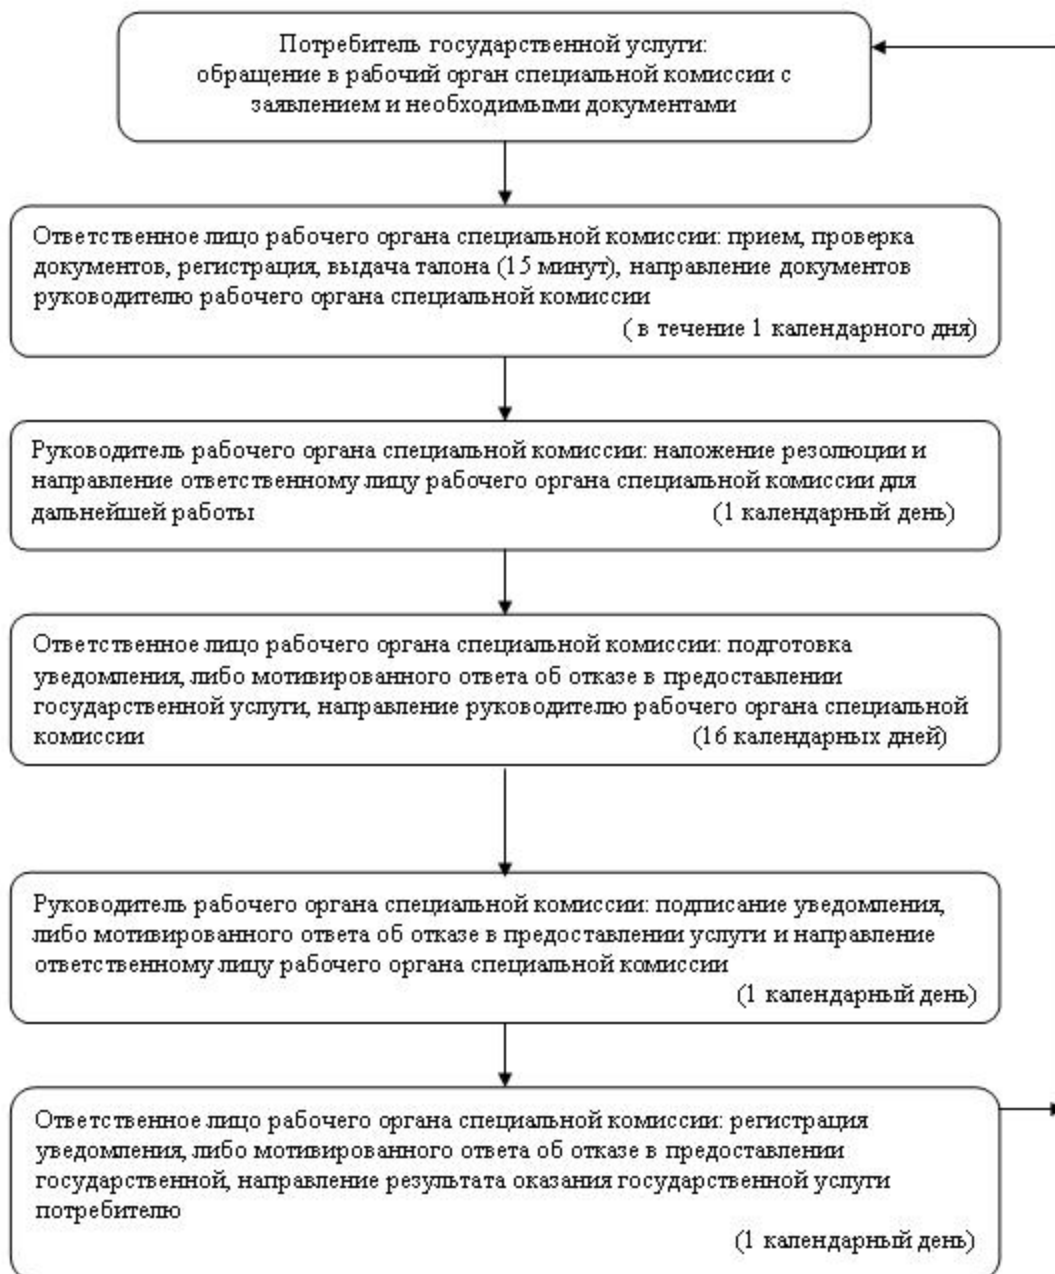 Потребитель государственной услуги:
обращение в рабочий орган специальной комиссии с
заявлением и необходимыми документами
Ответственное лицо рабочего органа специальной комиссии: прием, проверка
документов, регистрация, выдача талона (15 минут), направление документов
руководителю рабочего органа специальной комиссии
( в течение 1 календарного дня)
Руководитель рабочего органа специальной комиссии: наложение резолюции и
направление ответственному лицу рабочего органа специальной комиссии для
дальнейшей работы (1 календарный день)
Ответственное лицо рабочего органа специальной комиссии: подготовка
уведомления, либо мотивированного ответа об отказе в предоставлении
государственной услуги, направление руководителю рабочего органа специальной
комиссии (16 календарных дней)
Руководитель рабочего органа специальной комиссии: подписание уведомления,
либо мотивированного ответа об отказе в предоставлении услуги и направление
ответственному лицу рабочего органа специальной комиссии
(1 календарный день)
Ответственное лицо рабочего органа специальной комиссии: регистрация
уведомления, либо мотивированного ответа об отказе в предоставлении
государственной, направление результата оказания государственной услуги
потребителю
(1 календарный день)